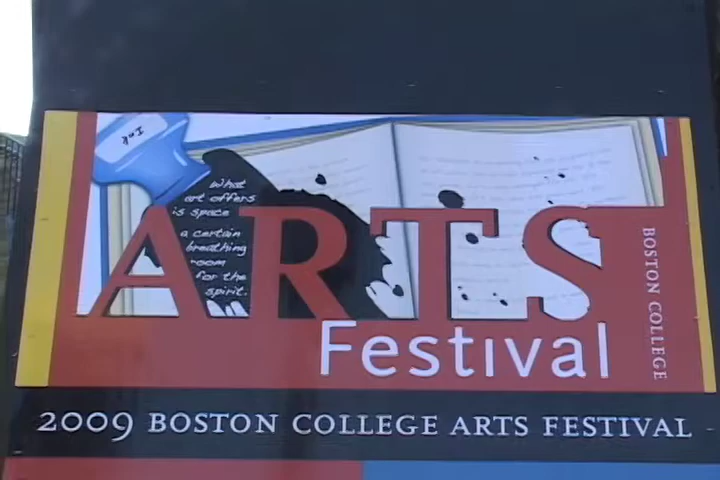 Ink
What
art offers
is space
a certain
breathing
room
for the
spirit.
ARTS
Festival
BOSTON COLLEGE
2009 BOSTON COLLEGE ARTS FESTIVAL